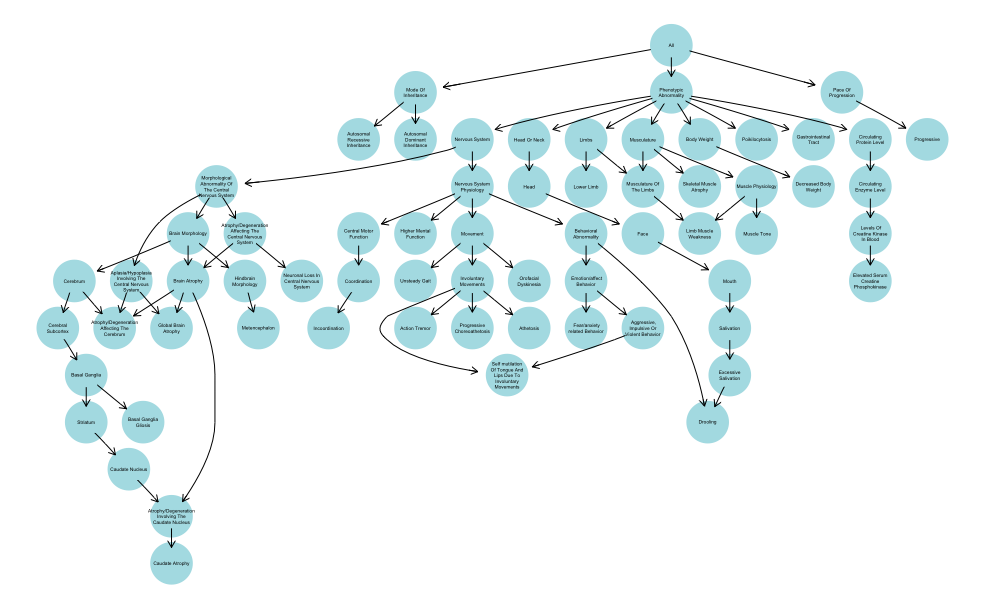 All
Mode Of
Inheritance
Phenotypic
Abnormality
Pace Of
Progression
Autosomal
Recessive
Inheritance
Autosomal
Dominant
Inheritance
Nervous System
Head Or Neck
Limbs
Musculature
Body Weight
Poikilocytosis
Gastrointestinal
Tract
Circulating
Protein Level
Progressive
Morphological
Abnormality Of
The Central
Nervous System
Nervous System
Physiology
Head
Lower Limb
Musculature Of
The Limbs
Skeletal Muscle
Atrophy
Muscle Physiology
Decreased Body
Weight
Circulating
Enzyme Level
Brain Morphology
Atrophy/Degeneration
Affecting The
Central Nervous
System
Central Motor
Function
Higher Mental
Function
Movement
Behavioral
Abnormality
Face
Limb Muscle
Weakness
Muscle Tone
Levels Of
Creatine Kinase
In Blood
Cerebrum
Aplasia/Hypoplasia
Involving The
Central Nervous
System
Brain Atrophy
Hindbrain
Morphology
Neuronal Loss In
Central Nervous
System
Coordination
Unsteady Gait
Involuntary
Movements
Orofacial
Dyskinesia
Emotion/affect
Behavior
Mouth
Elevated Serum
Creatine
Phosphokinase
Cerebral
Subcortex
Atrophy/Degeneration
Affecting The
Cerebrum
Global Brain
Atrophy
Metencephalon
Incoordination
Action Tremor
Progressive
Choreoathetosis
Athetosis
Fear/anxiety
related Behavior
Aggressive,
Impulsive Or
Violent Behavior
Salivation
Basal Ganglia
Self mutilation
Of Tongue And
Lips Due To
Involuntary
Movements
Excessive
Salivation
Striatum
Basal Ganglia
Gliosis
Drooling
Caudate Nucleus
Atrophy/Degeneration
Involving The
Caudate Nucleus
Caudate Atrophy